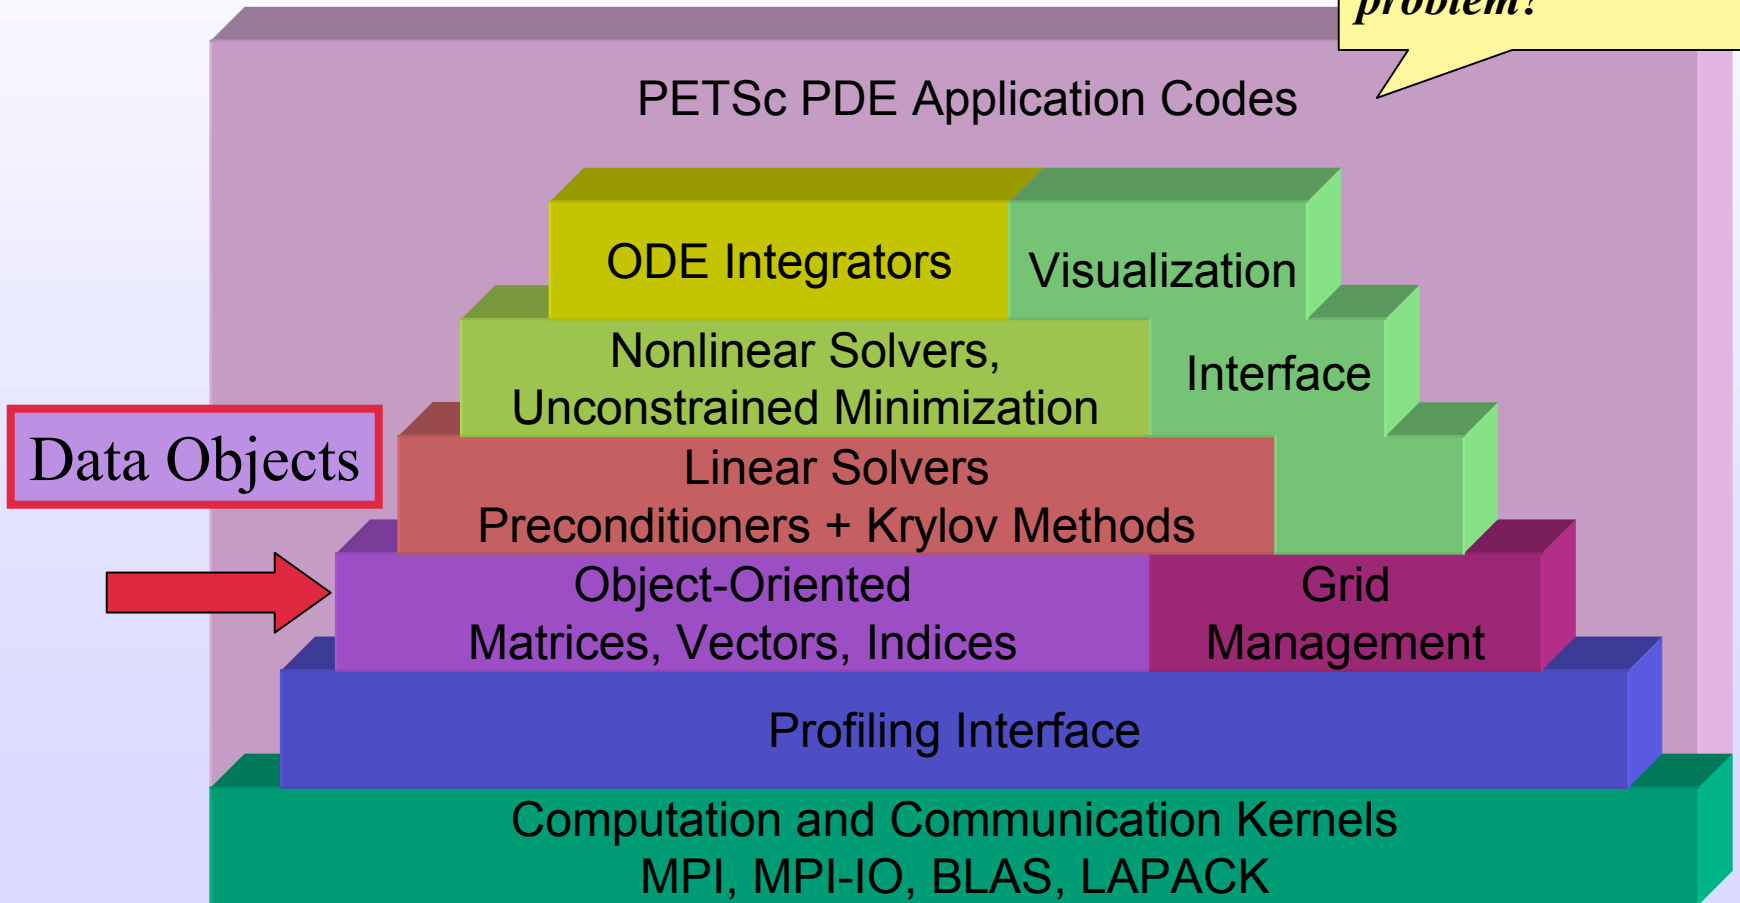 problem?
PETSc PDE Application Codes
ODE Integrators
Visualization
Nonlinear Solvers,
Unconstrained Minimization
Interface
Data Objects
Linear Solvers
Preconditioners + Krylov Methods
Object-Oriented
Matrices, Vectors, Indices
Grid
Management
Profiling Interface
Computation and Communication Kernels
MPI, MPI-IO, BLAS, LAPACK